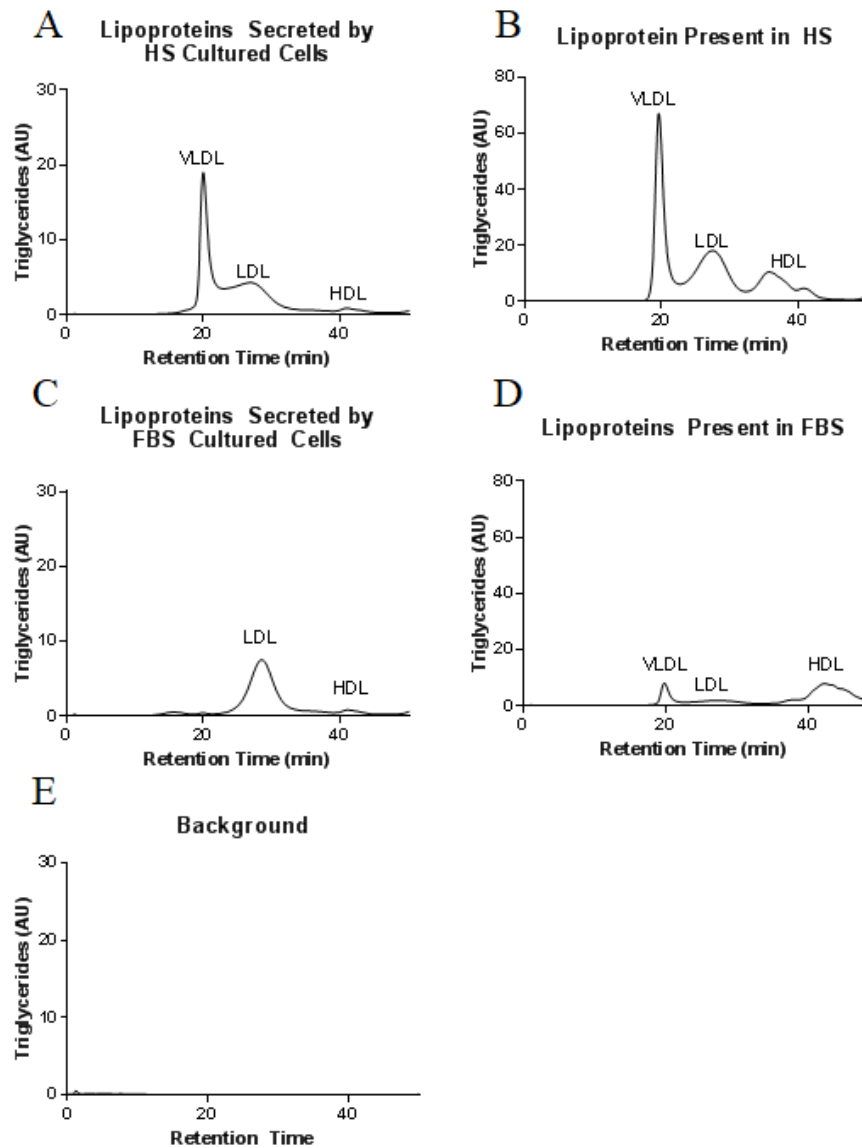 A
Lipoproteins Secreted by
HS Cultured Cells
30
20
10
0
Triglycerides (AU)
VLDL
LDL
HDL
0 20 40
Retention Time (min)
B
Lipoprotein Present in HS
80
60
40
20
0
Triglycerides (AU)
VLDL
LDL
HDL
0 20 40
Retention Time (min)
C
Lipoproteins Secreted by
FBS Cultured Cells
30
20
10
0
Triglycerides (AU)
LDL
HDL
0 20 40
Retention Time (min)
D
Lipoproteins Present in FBS
80
60
40
20
0
Triglycerides (AU)
VLDL
LDL
HDL
0 20 40
Retention Time (min)
E
Background
30
20
10
0
Triglycerides (AU)
0 20 40
Retention Time